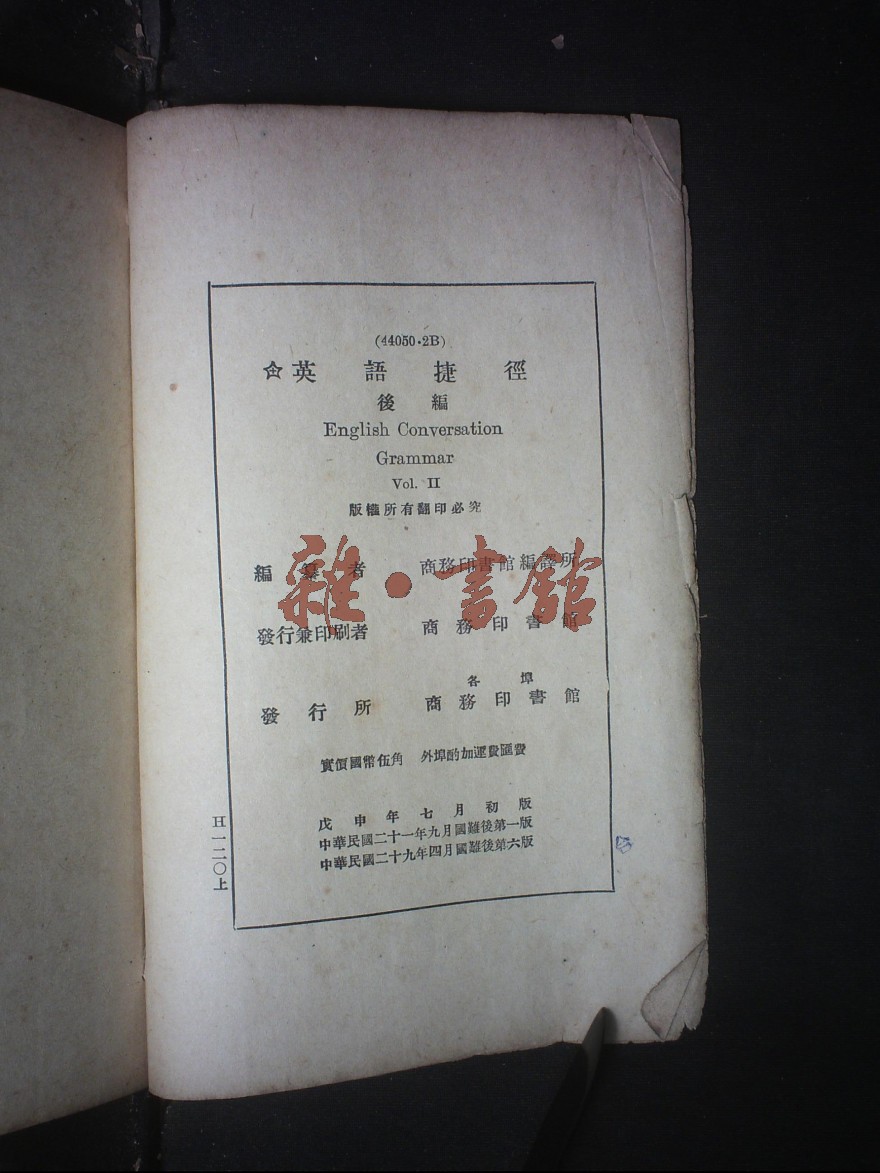 (44050·2B)
英語捷徑
後編
English Conversation
Grammar
Vol. II
版權所有翻印必究
編纂者 商務印書館編譯所
雜·書館
發行兼印刷者 商務印書館
各埠
發行所 商務印書館
實價國幣伍角 外埠酌加運費匯費
戊申年七月初版
中華民國二十一年九月國難後第一版
中華民國二十九年四月國難後第六版
H一二〇上